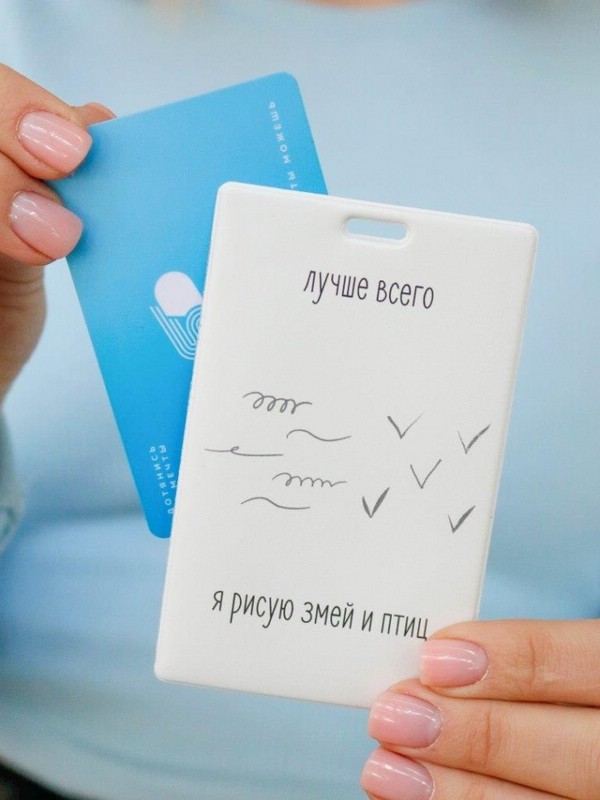 ты можешь
лучше всего
дотянись
мечты
я рисую змей и птиц